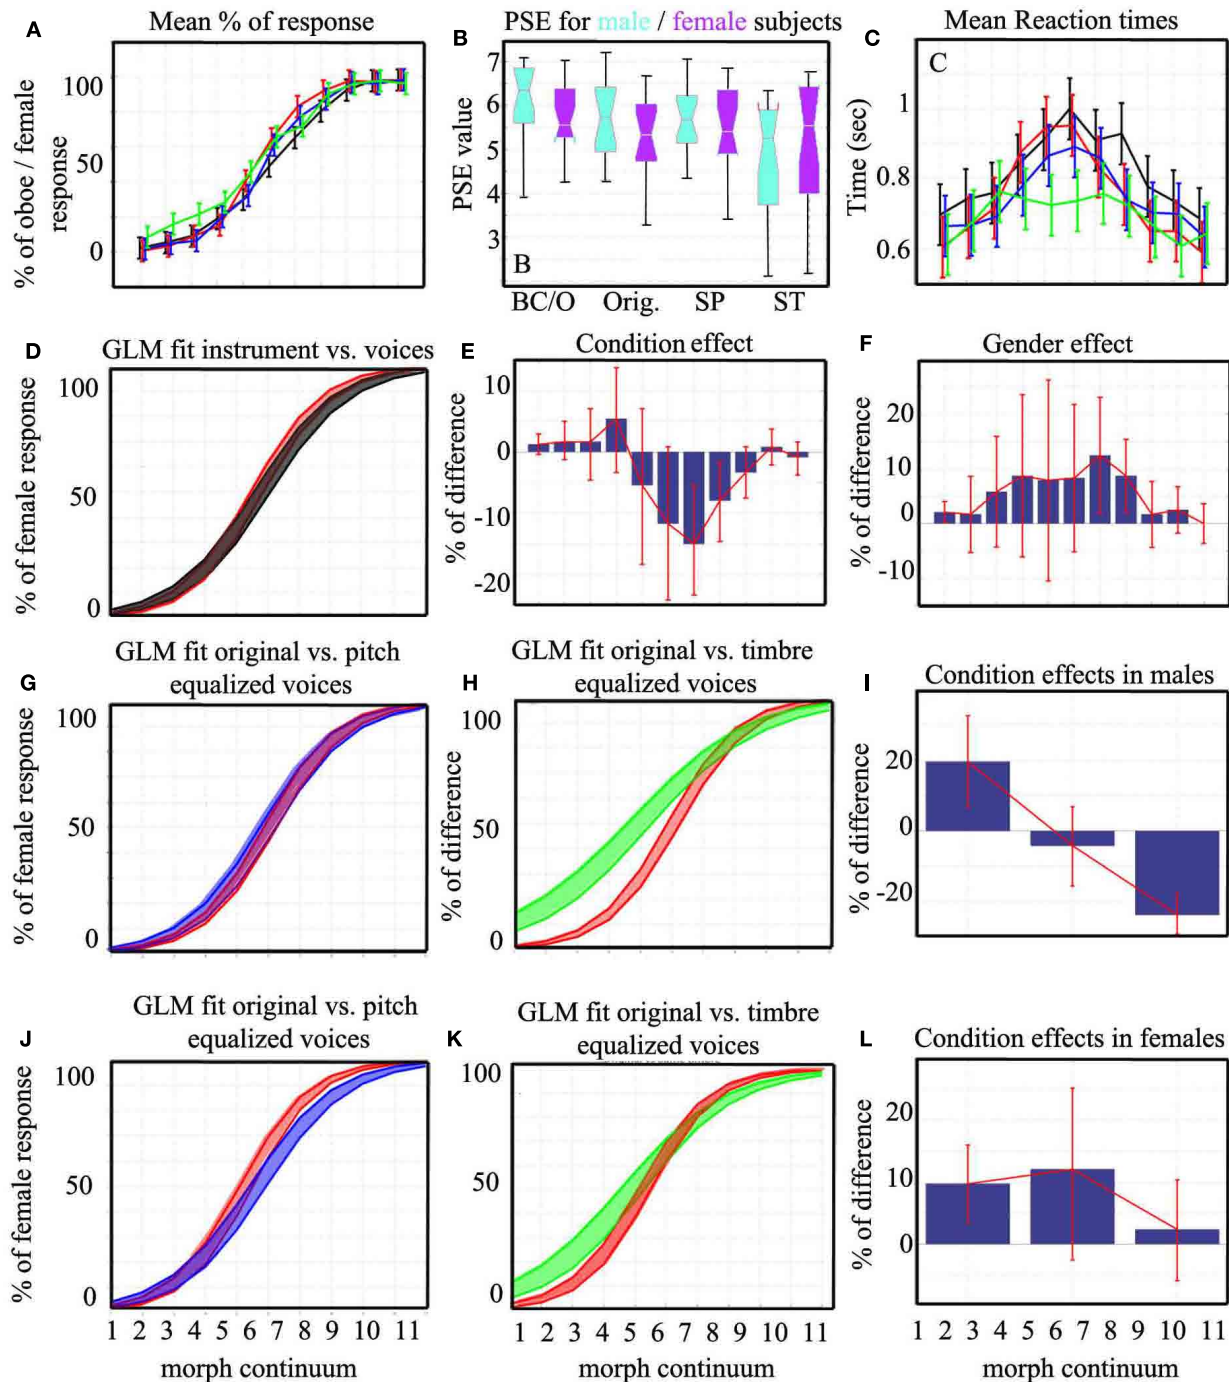 A
Mean % of response
% of oboe / female
response
100
50
0
B
PSE for male / female subjects
PSE value
7
6
5
3
B
BC/O Orig. SP ST
C
Mean Reaction times
C
Time (sec)
1
0.8
0.6
D
GLM fit instrument vs. voices
% of female response
100
50
0
E
Condition effect
% of difference
10
0
-10
-20
F
Gender effect
% of difference
20
10
0
-10
G
GLM fit original vs. pitch
equalized voices
% of female response
100
50
0
H
GLM fit original vs. timbre
equalized voices
% of difference
100
50
0
I
Condition effects in males
% of difference
20
0
-20
J
GLM fit original vs. pitch
equalized voices
% of female response
100
50
0
1 2 3 4 5 6 7 8 9 10 11
morph continuum
K
GLM fit original vs. timbre
equalized voices
100
50
0
1 2 3 4 5 6 7 8 9 10 11
morph continuum
L
Condition effects in females
% of difference
20
10
0
1 2 3 4 5 6 7 8 9 10 11
morph continuum